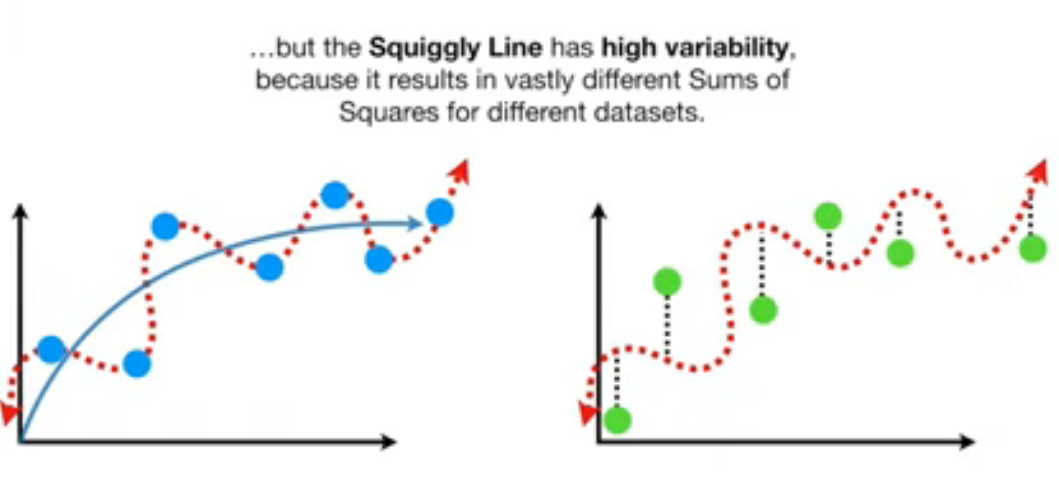 ...but the Squiggly Line has high variability,
because it results in vastly different Sums of
Squares for different datasets.